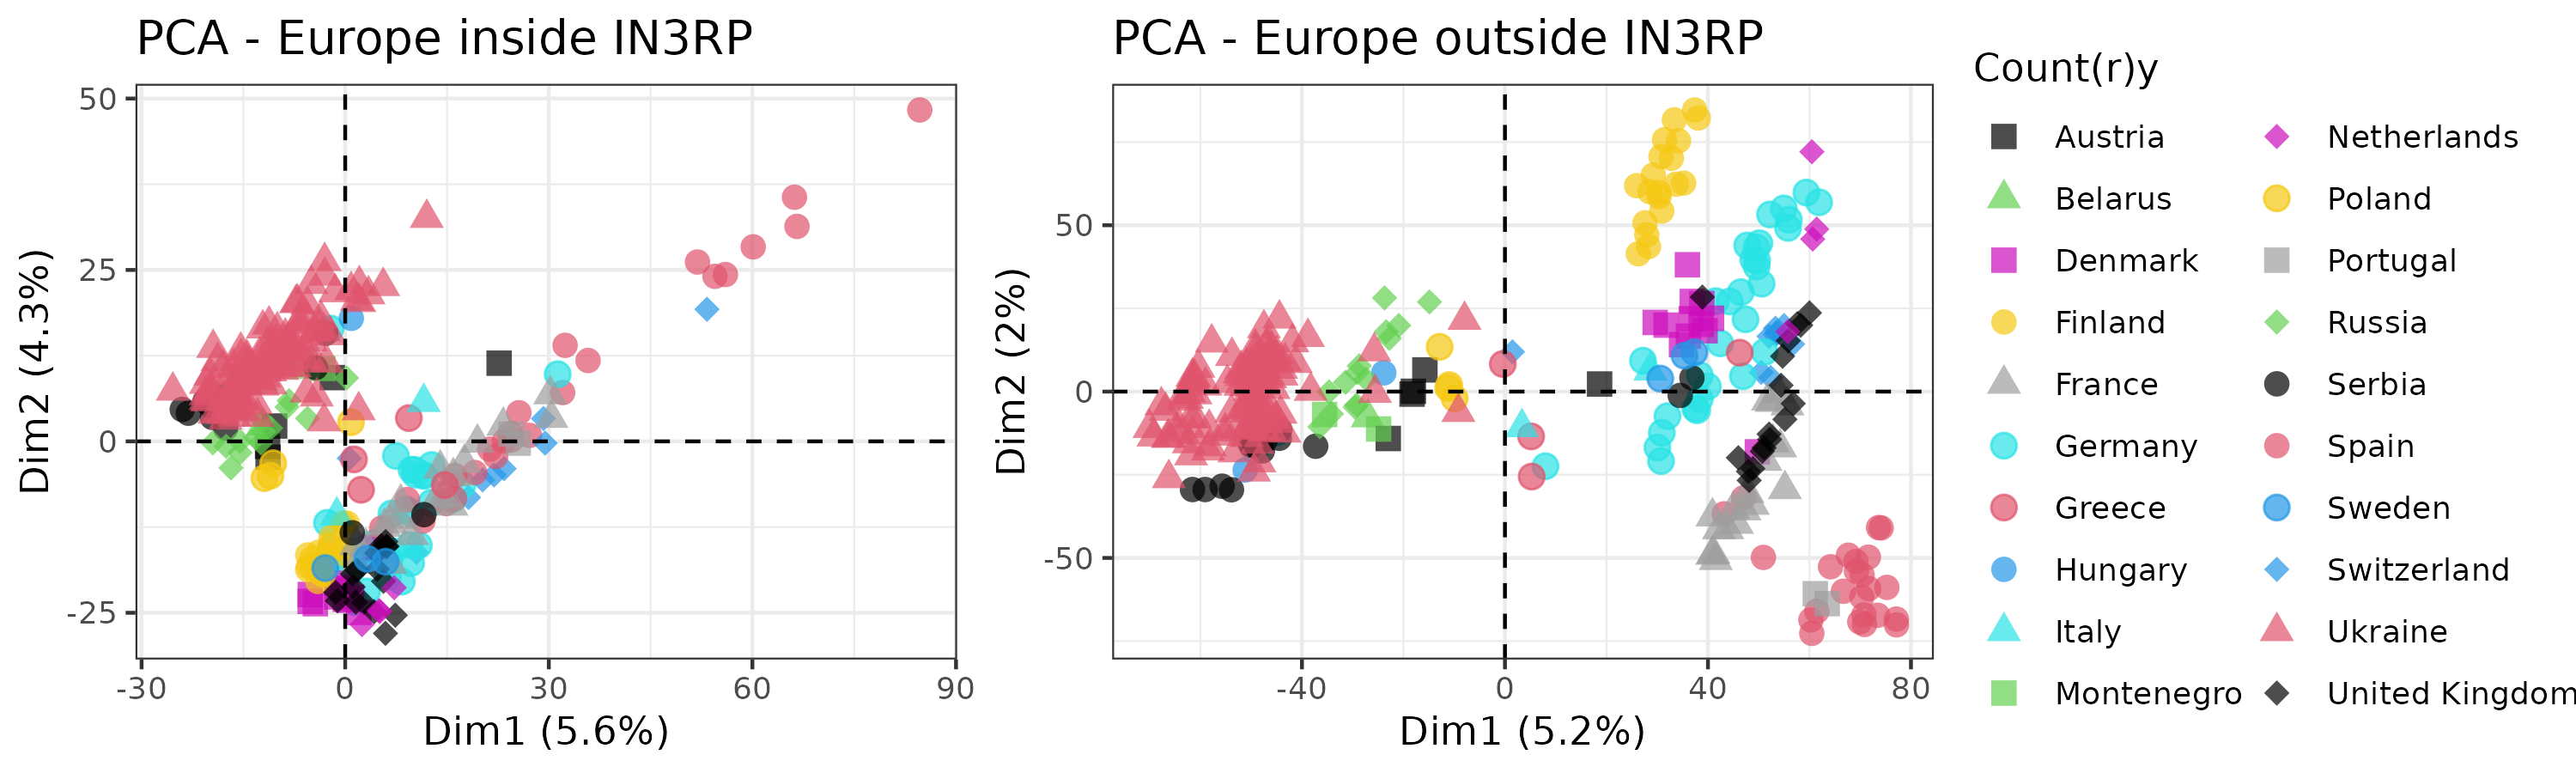 PCA - Europe inside IN3RP
50
25
0
-25
-30
0
30
60
90
Dim1 (5.6%)
Dim2 (4.3%)
PCA - Europe outside IN3RP
50
0
-50
-40
0
40
80
Dim1 (5.2%)
Dim2 (2%)
Count(r)y
Austria
Belarus
Denmark
Finland
France
Germany
Greece
Hungary
Italy
Montenegro
Netherlands
Poland
Portugal
Russia
Serbia
Spain
Sweden
Switzerland
Ukraine
United Kingdom